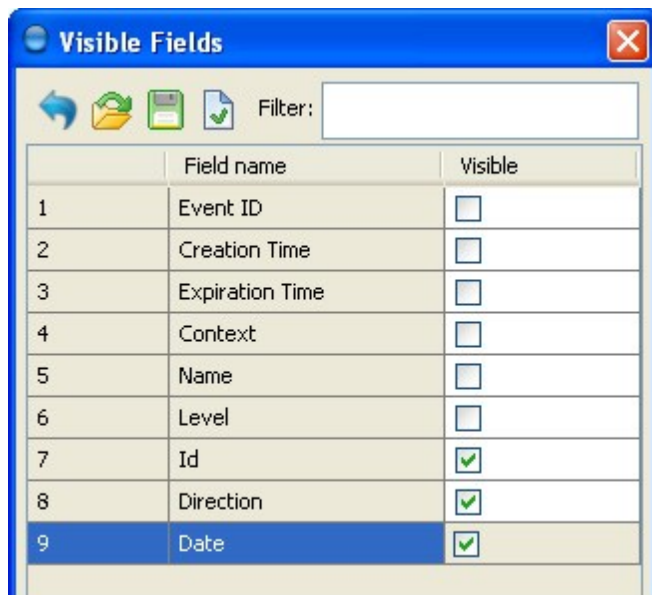 Visible Fields
Filter:
Field name Visible
1 Event ID
2 Creation Time
3 Expiration Time
4 Context
5 Name
6 Level
7 Id
8 Direction
9 Date